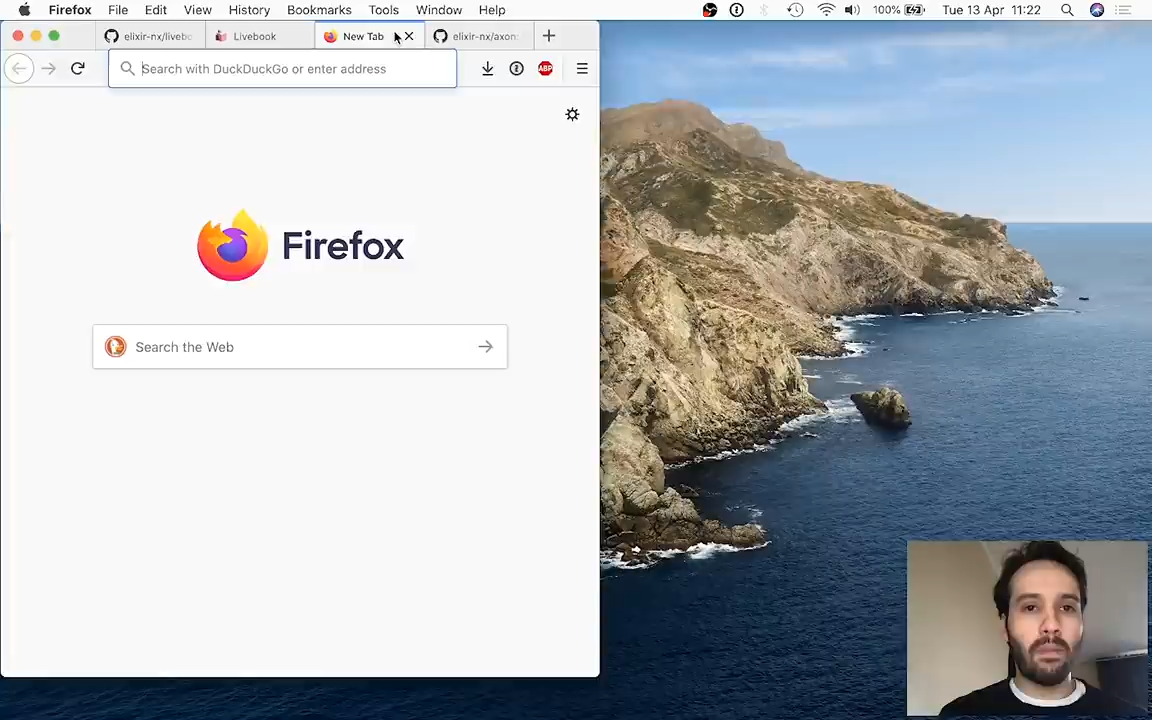 Firefox File Edit View History Bookmarks Tools Window Help 100% Tue 13 Apr 11:22
elixir-nx/livebo Livebook New Tab elixir-nx/axon
Search with DuckDuckGo or enter address ABP
Firefox
Search the Web